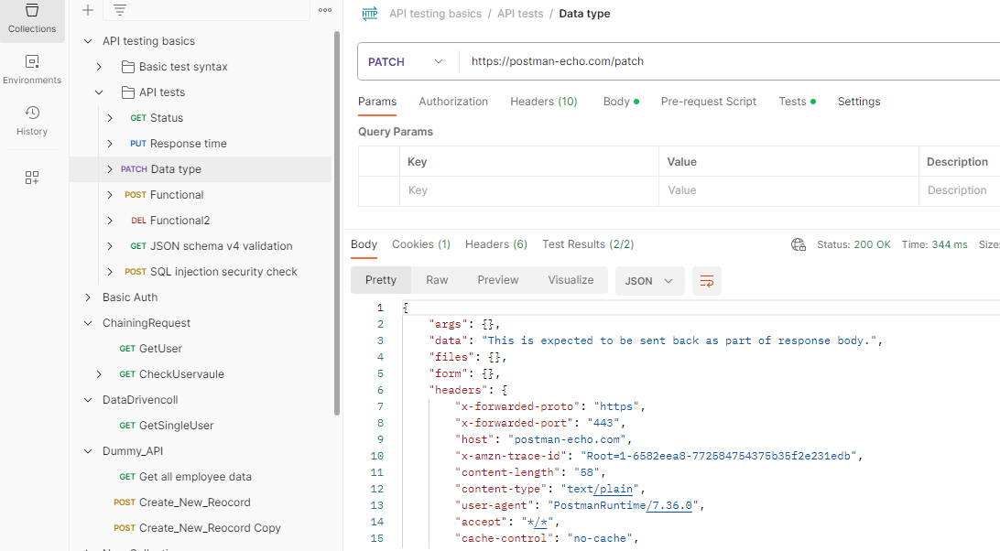 Collections
Environments
History
API testing basics
Basic test syntax
API tests
GET Status
PUT Response time
PATCH Data type
POST Functional
DEL Functional2
GET JSON schema v4 validation
POST SQL injection security check
Basic Auth
ChainingRequest
GET GetUser
GET CheckUservaule
DataDrivencoll
GET GetSingleUser
Dummy_API
GET Get all employee data
POST Create_New_Reocord
POST Create_New_Reocord Copy
HTTP API testing basics / API tests / Data type
PATCH https://postman-echo.com/patch
Params Authorization Headers (10) Body Pre-request Script Tests Settings
Query Params
Key Value Description
Key Value Description
Body Cookies (1) Headers (6) Test Results (2/2) Status: 200 OK Time: 344 ms Size:
Pretty Raw Preview Visualize JSON
1 {
2 "args": {},
3 "data": "This is expected to be sent back as part of response body.",
4 "files": {},
5 "form": {},
6 "headers": {
7 "x-forwarded-proto": "https",
8 "x-forwarded-port": "443",
9 "host": "postman-echo.com",
10 "x-amzn-trace-id": "Root=1-6582eea8-772584754375b35f2e231edb",
11 "content-length": "58",
12 "content-type": "text/plain",
13 "user-agent": "PostmanRuntime/7.36.0",
14 "accept": "*/*",
15 "cache-control": "no-cache",